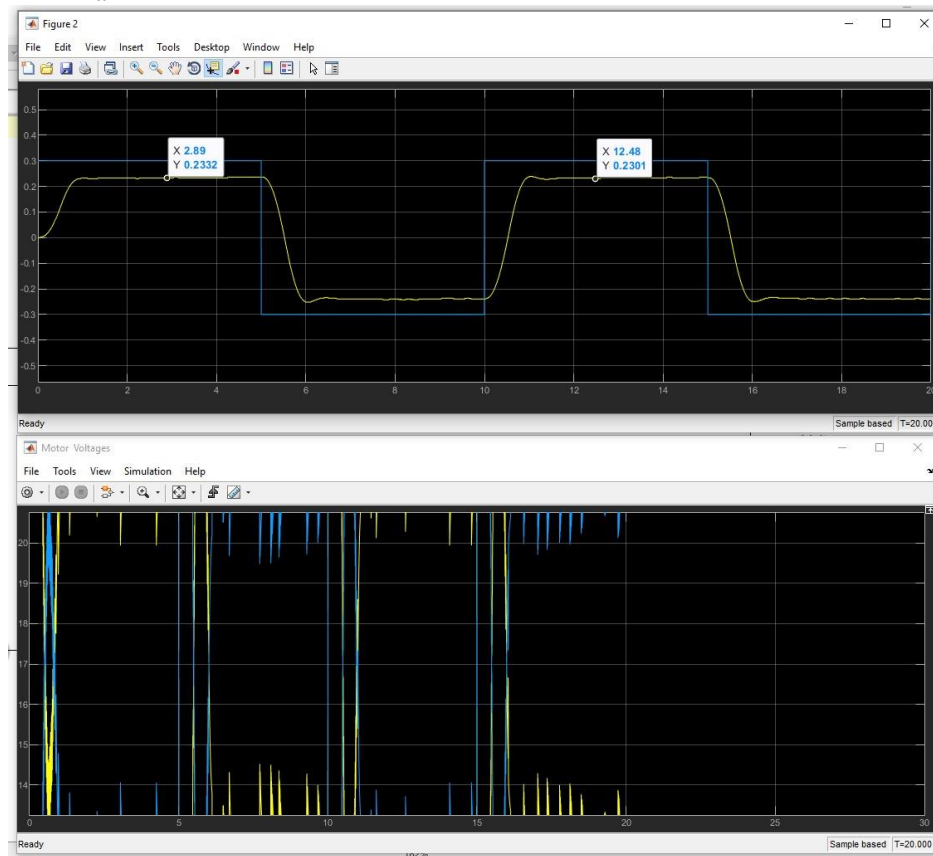 Figure 2
File Edit View Insert Tools Desktop Window Help
X 2.89
Y 0.2332
X 12.48
Y 0.2301
0.5
0.4
0.3
0.2
0.1
0
-0.1
-0.2
-0.3
-0.4
-0.5
0 2 4 6 8 10 12 14 16 18 20
Ready Sample based T=20.00
Motor Voltages
File Tools View Simulation Help
20
19
18
17
16
15
14
0 5 10 15 20 25 30
Ready Sample based T=20.000